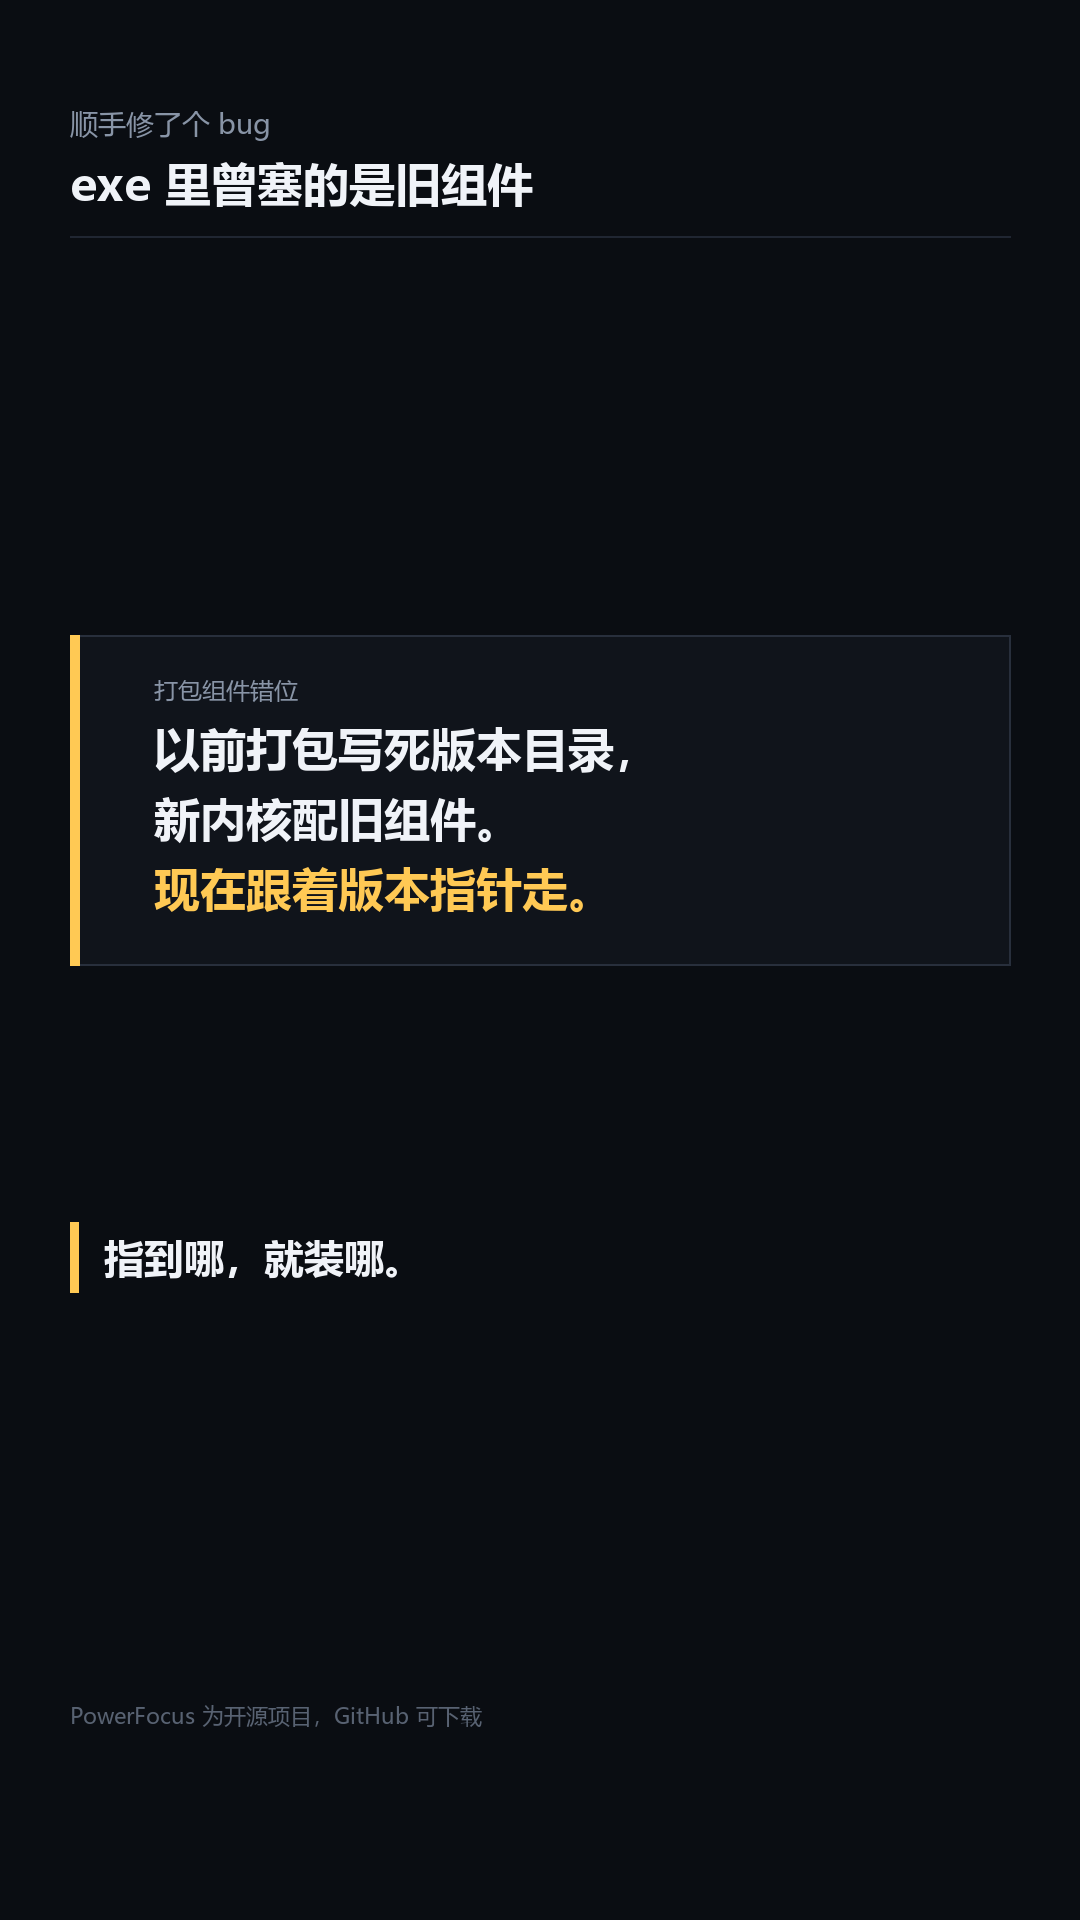 顺手修了个 bug
exe 里曾塞的是旧组件
打包组件错位
以前打包写死版本目录，
新内核配旧组件。
现在跟着版本指针走。
指到哪，就装哪。
PowerFocus 为开源项目，GitHub 可下载